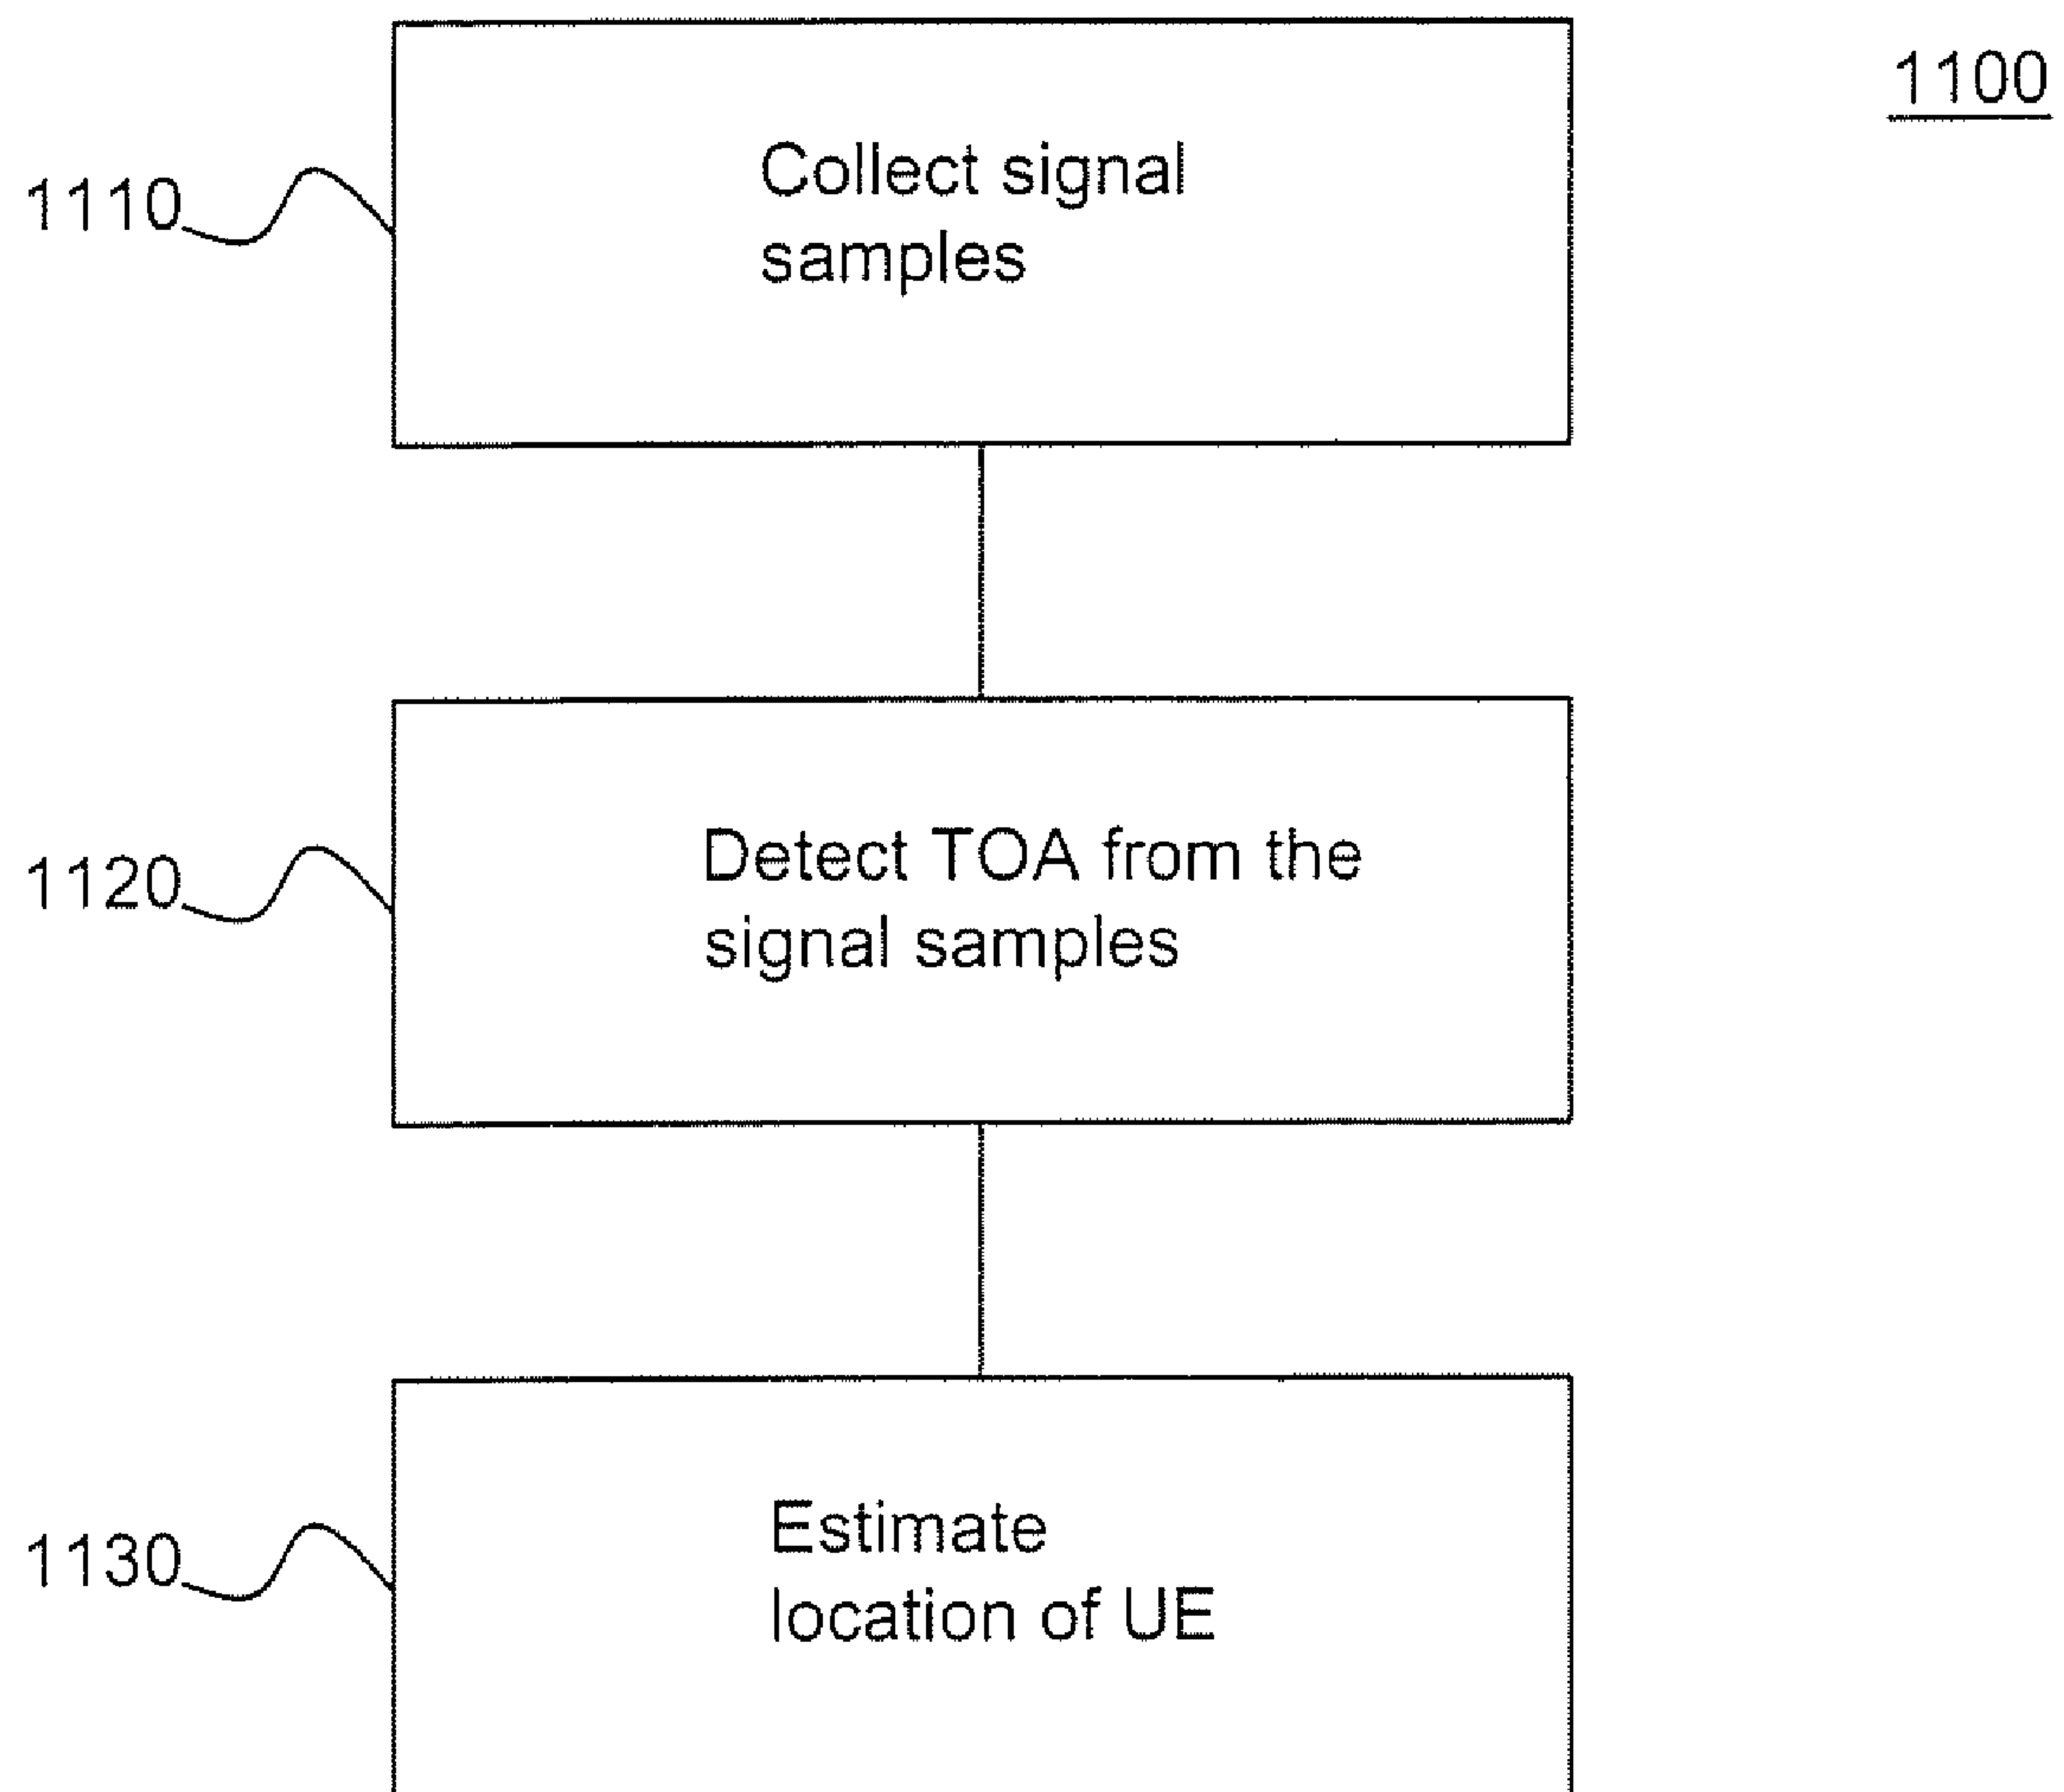 1100
1110
Collect signal
samples
1120
Detect TOA from the
signal samples
1130
Estimate
location of UE